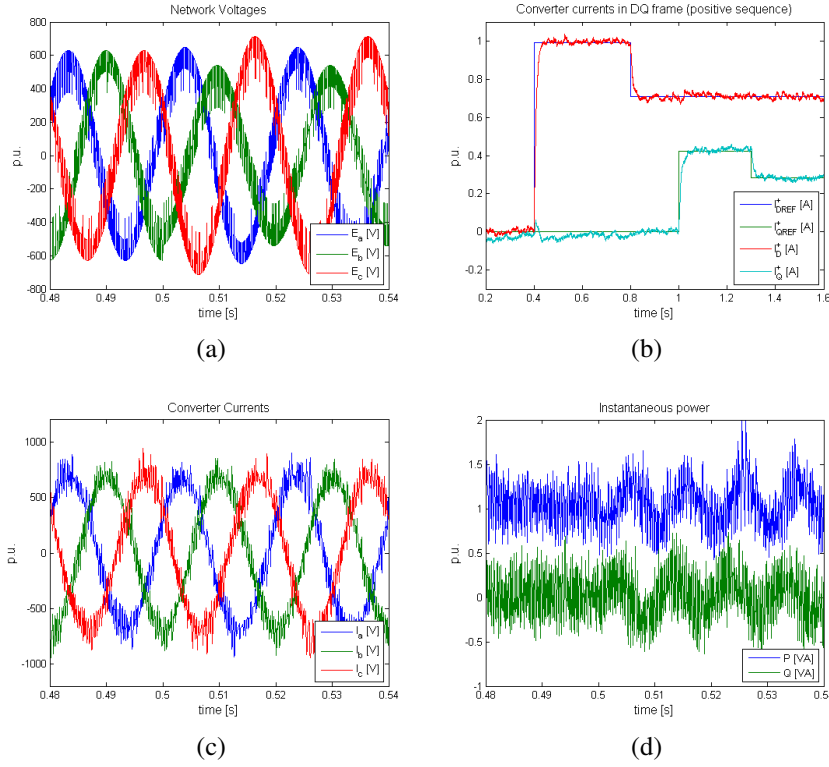 Network Voltages
800
600
400
200
0
-200
-400
-600
-800
p.u.
E_a [V]
E_b [V]
E_c [V]
0.48 0.49 0.5 0.51 0.52 0.53 0.54
time [s]
(a)
Converter currents in DQ frame (positive sequence)
1
0.8
0.6
0.4
0.2
0
-0.2
p.u.
I^+_DREF [A]
I^+_QREF [A]
I^+_D [A]
I^+_Q [A]
0.2 0.4 0.6 0.8 1 1.2 1.4 1.6
time [s]
(b)
Converter Currents
1000
500
0
-500
-1000
p.u.
I_a [V]
I_b [V]
I_c [V]
0.48 0.49 0.5 0.51 0.52 0.53 0.54
time [s]
(c)
Instantaneous power
2
1.5
1
0.5
0
-0.5
-1
p.u.
P [VA]
Q [VA]
0.48 0.49 0.5 0.51 0.52 0.53
time [s]
(d)